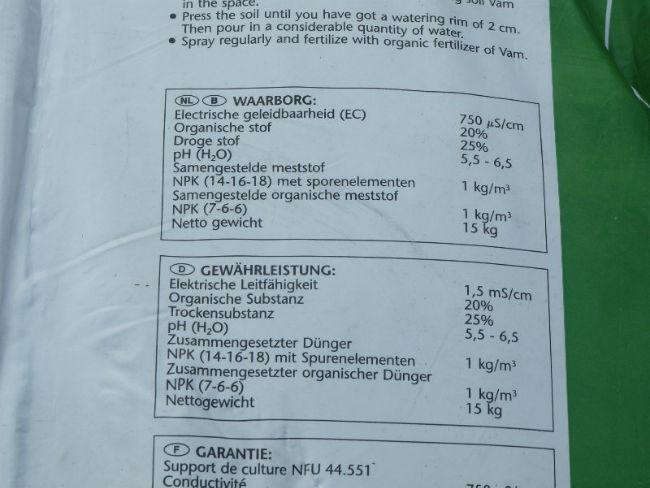 in the space.
soil Vam
• Press the soil until you have got a watering rim of 2 cm.
Then pour in a considerable quantity of water.
• Spray regularly and fertilize with organic fertilizer of Vam.
NL B WAARBORG:
Electrische geleidbaarheid (EC) 750 µS/cm
Organische stof 20%
Droge stof 25%
pH (H₂O) 5,5 - 6,5
Samengestelde meststof
NPK (14-16-18) met sporenelementen 1 kg/m³
Samengestelde organische meststof
NPK (7-6-6) 1 kg/m³
Netto gewicht 15 kg
D GEWÄHRLEISTUNG:
Elektrische Leitfähigkeit 1,5 mS/cm
Organische Substanz 20%
Trockensubstanz 25%
pH (H₂O) 5,5 - 6,5
Zusammengesetzter Dünger
NPK (14-16-18) mit Spurenelementen 1 kg/m³
Zusammengesetzter organischer Dünger
NPK (7-6-6) 1 kg/m³
Nettogewicht 15 kg
F GARANTIE:
Support de culture NFU 44.551
Conductivité